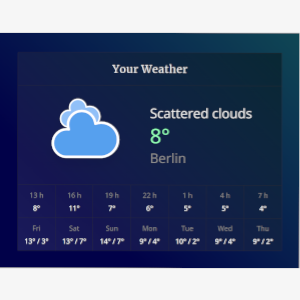 Your Weather
Scattered clouds
8°
Berlin
13 h 16 h 19 h 22 h 1 h 4 h 7 h
8° 11° 7° 6° 5° 5° 4°
Fri Sat Sun Mon Tue Wed Thu
13° / 3° 13° / 7° 14° / 7° 9° / 4° 10° / 2° 9° / 4° 9° / 2°